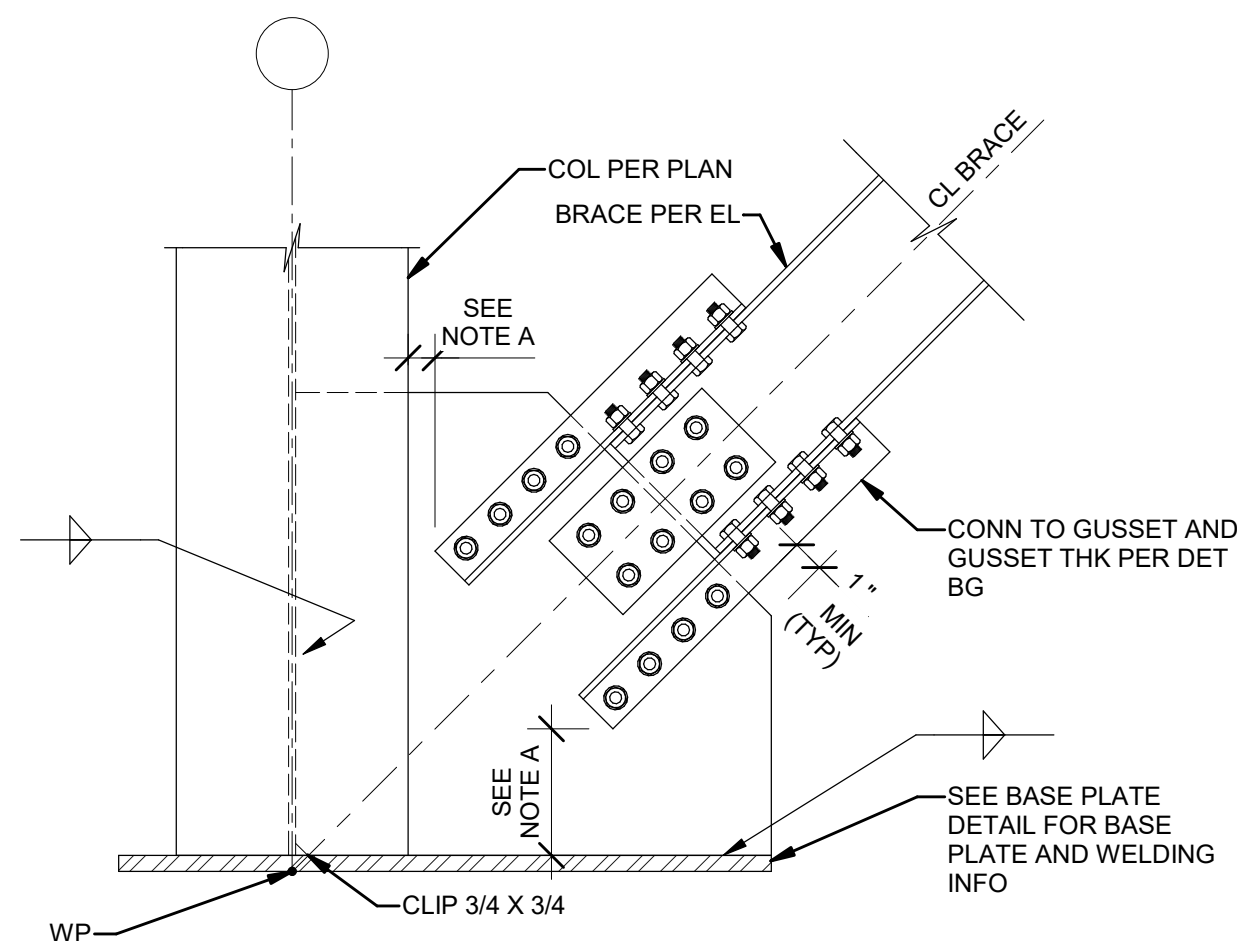 CL BRACE
COL PER PLAN
BRACE PER EL
SEE
NOTE A
CONN TO GUSSET AND
GUSSET THK PER DET
BG
1"
MIN
(TYP)
SEE
NOTE A
SEE BASE PLATE
DETAIL FOR BASE
PLATE AND WELDING
INFO
CLIP 3/4 X 3/4
WP